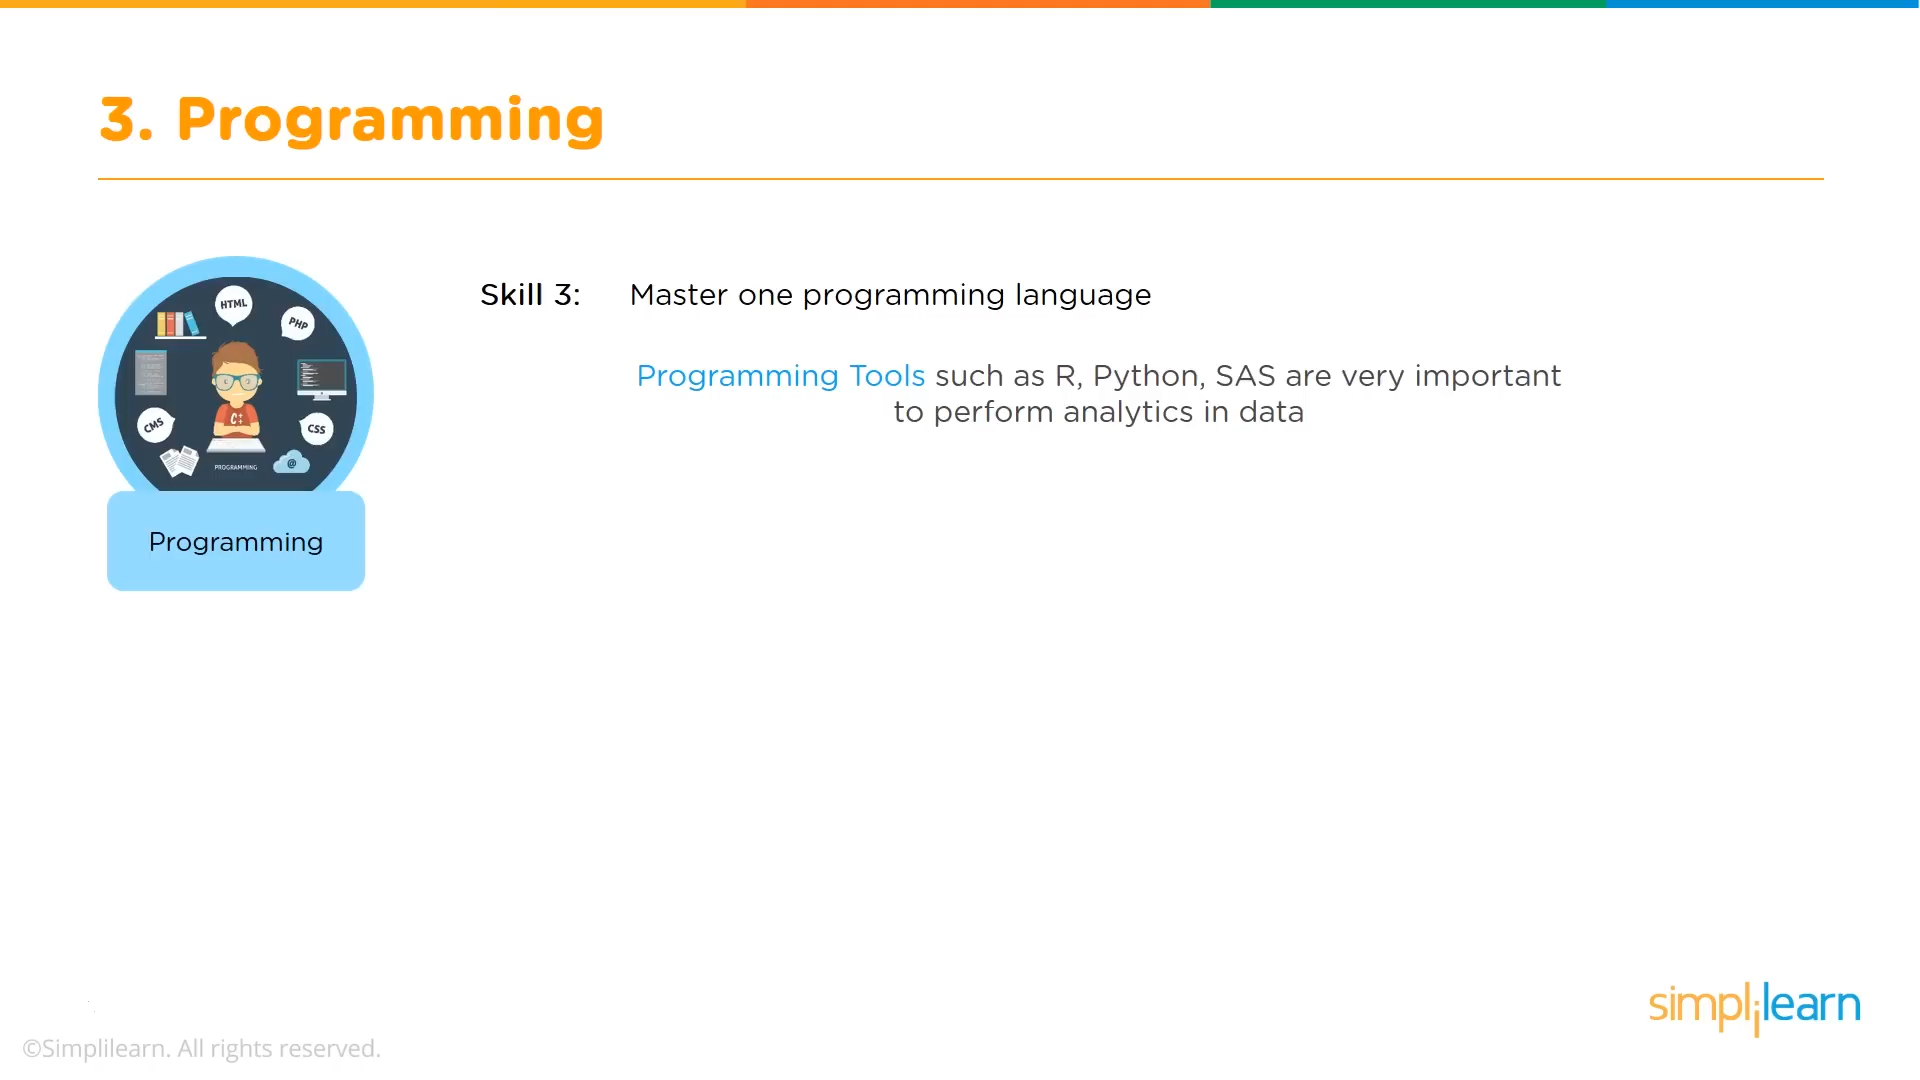 3. Programming
HTML
PHP
C++
CMS
CSS
@
PROGRAMMING
Programming
Skill 3: Master one programming language
Programming Tools such as R, Python, SAS are very important
to perform analytics in data
simplilearn
©Simplilearn. All rights reserved.